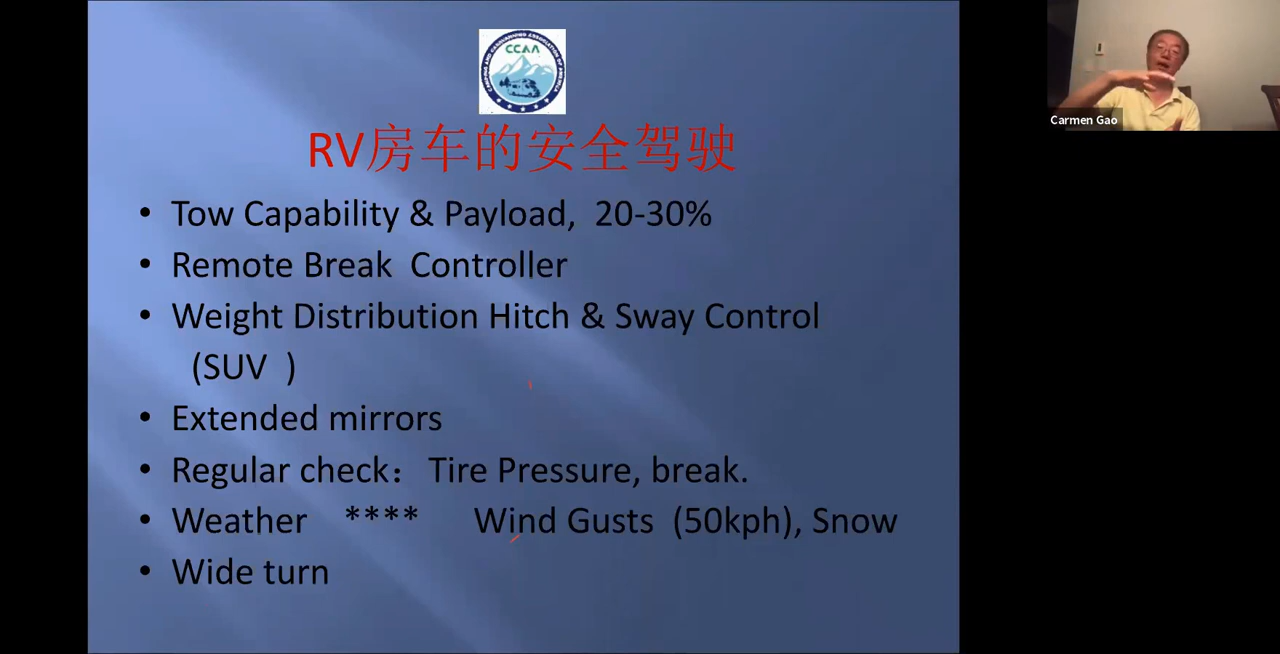 CCAA
RV房车的安全驾驶
• Tow Capability & Payload, 20-30%
• Remote Break Controller
• Weight Distribution Hitch & Sway Control
(SUV )
• Extended mirrors
• Regular check： Tire Pressure, break.
• Weather **** Wind Gusts (50kph), Snow
• Wide turn
Carmen Gao